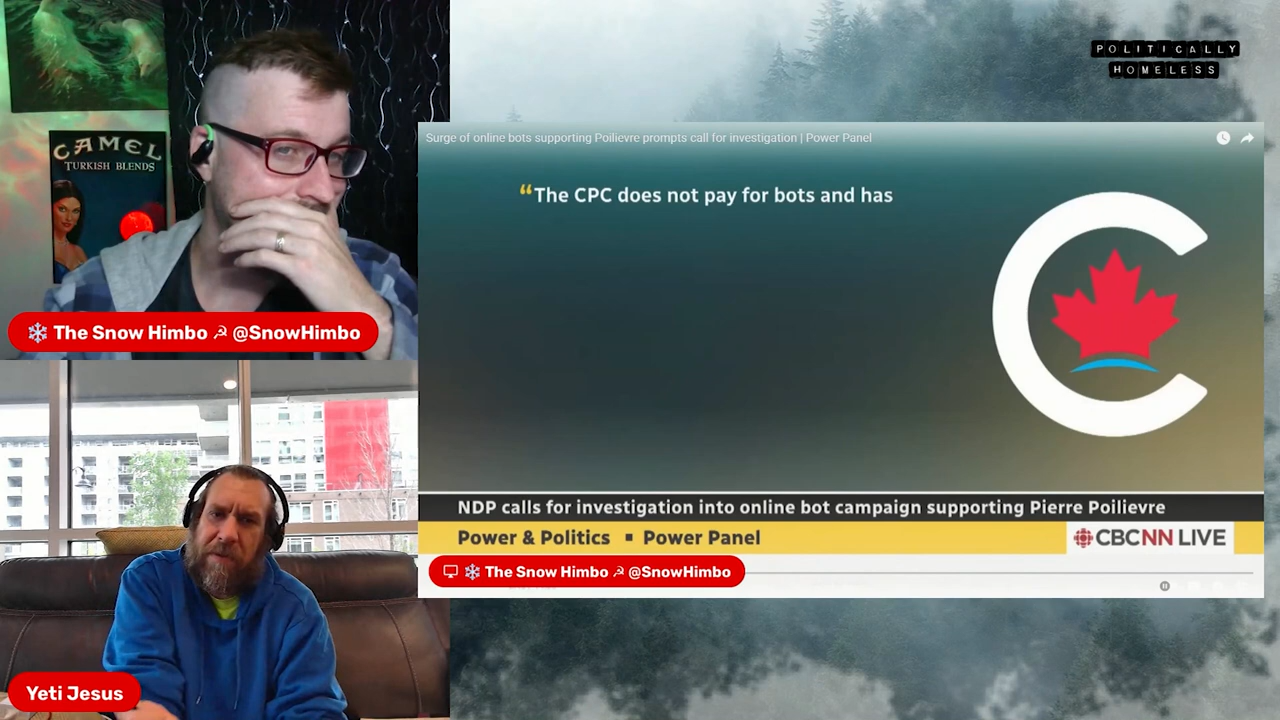 CAMEL
TURKISH BLENDS
❄️ The Snow Himbo ☭ @SnowHimbo
Yeti Jesus
POLITICALLY
HOMELESS
Surge of online bots supporting Poilievre prompts call for investigation | Power Panel
“The CPC does not pay for bots and has
NDP calls for investigation into online bot campaign supporting Pierre Poilievre
Power & Politics ▪ Power Panel
CBCNN LIVE
❄️ The Snow Himbo ☭ @SnowHimbo